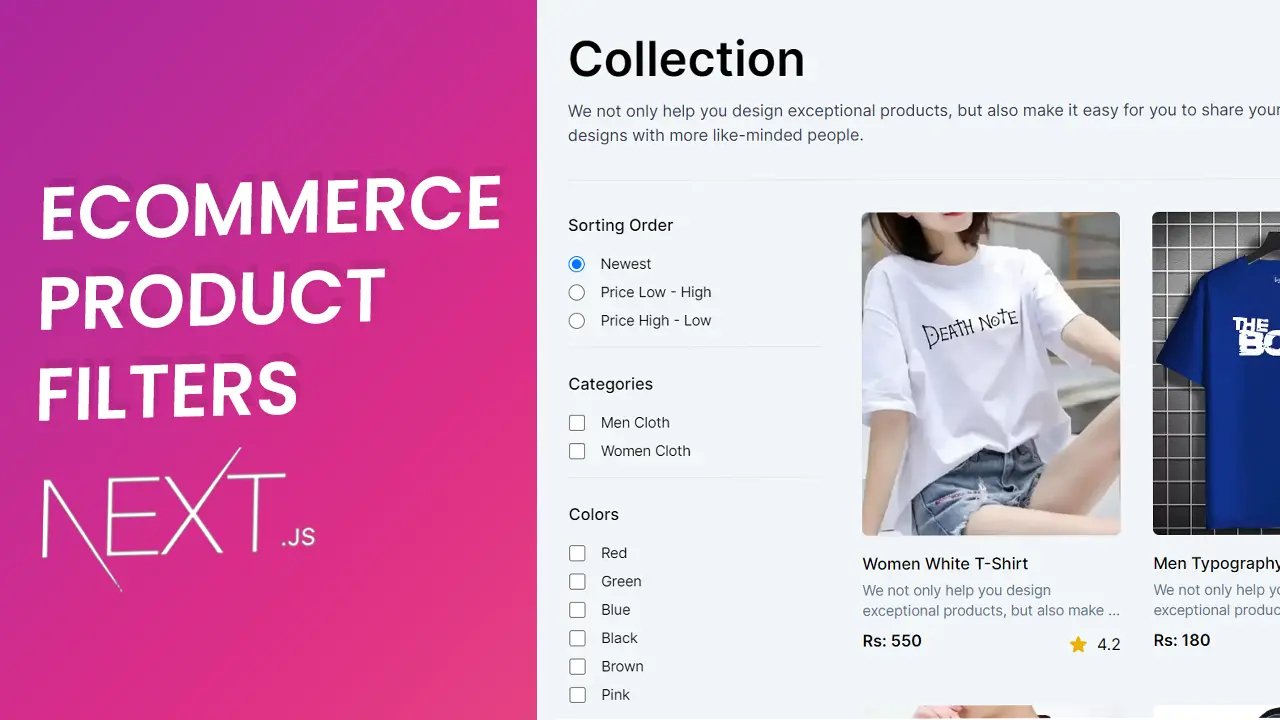 ECOMMERCE
PRODUCT
FILTERS
NEXT.JS
Collection
We not only help you design exceptional products, but also make it easy for you to share your
designs with more like-minded people.
Sorting Order
Newest
Price Low - High
Price High - Low
Categories
Men Cloth
Women Cloth
Colors
Red
Green
Blue
Black
Brown
Pink
DEATH NOTE
Women White T-Shirt
We not only help you design
exceptional products, but also make ...
Rs: 550
4.2
THE
BO
Men Typography
We not only help yo
exceptional produc
Rs: 180